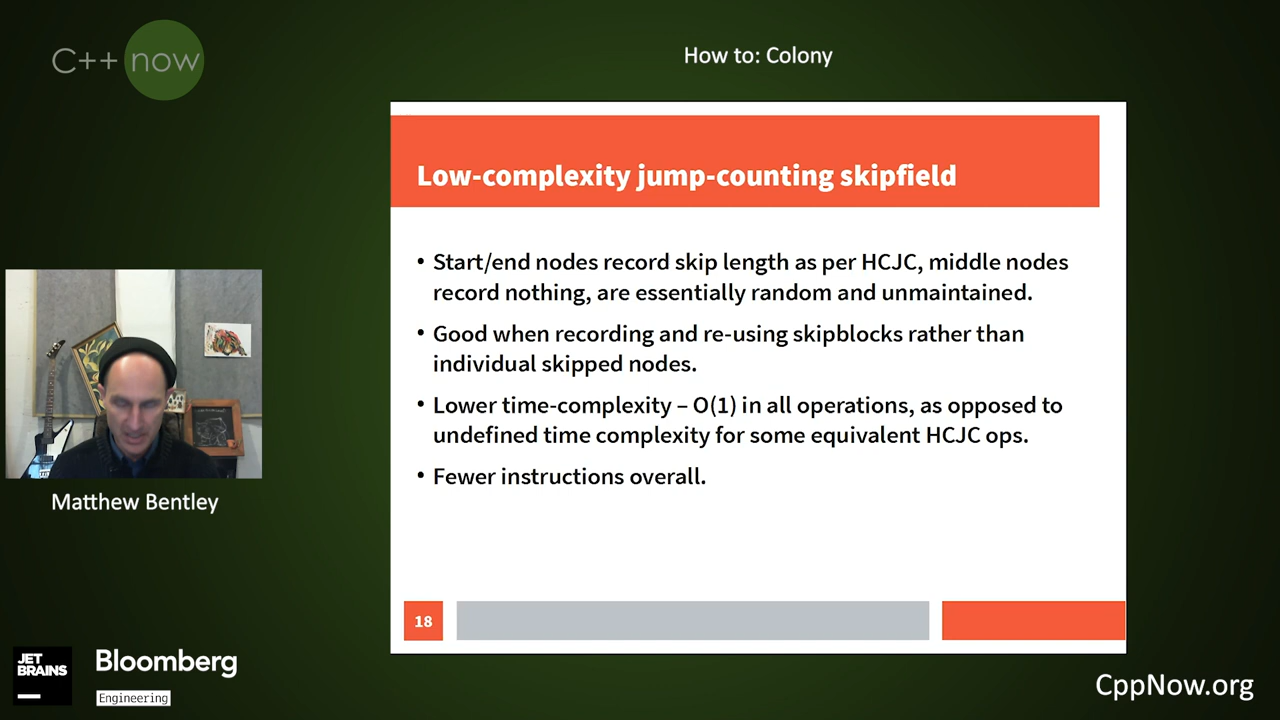 C++ now
How to: Colony
Low-complexity jump-counting skipfield
• Start/end nodes record skip length as per HCJC, middle nodes
record nothing, are essentially random and unmaintained.
• Good when recording and re-using skipblocks rather than
individual skipped nodes.
• Lower time-complexity – O(1) in all operations, as opposed to
undefined time complexity for some equivalent HCJC ops.
• Fewer instructions overall.
18
Matthew Bentley
JET
BRAINS
Bloomberg
Engineering
CppNow.org